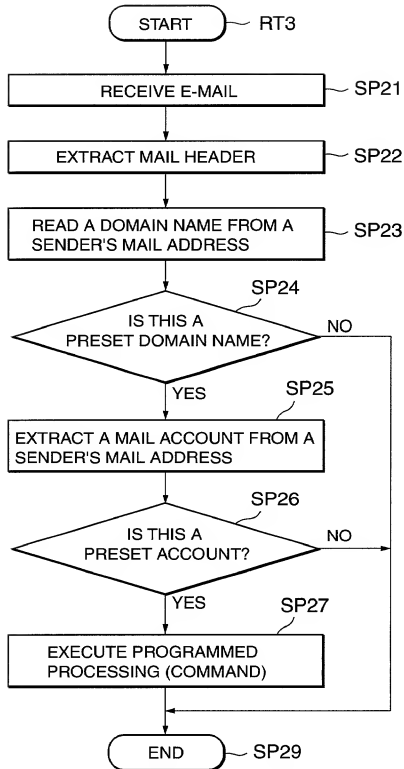 START
RT3
RECEIVE E-MAIL
SP21
EXTRACT MAIL HEADER
SP22
READ A DOMAIN NAME FROM A
SENDER'S MAIL ADDRESS
SP23
SP24
IS THIS A
PRESET DOMAIN NAME?
NO
YES
SP25
EXTRACT A MAIL ACCOUNT FROM A
SENDER'S MAIL ADDRESS
SP26
IS THIS A
PRESET ACCOUNT?
NO
YES
SP27
EXECUTE PROGRAMMED
PROCESSING (COMMAND)
END
SP29